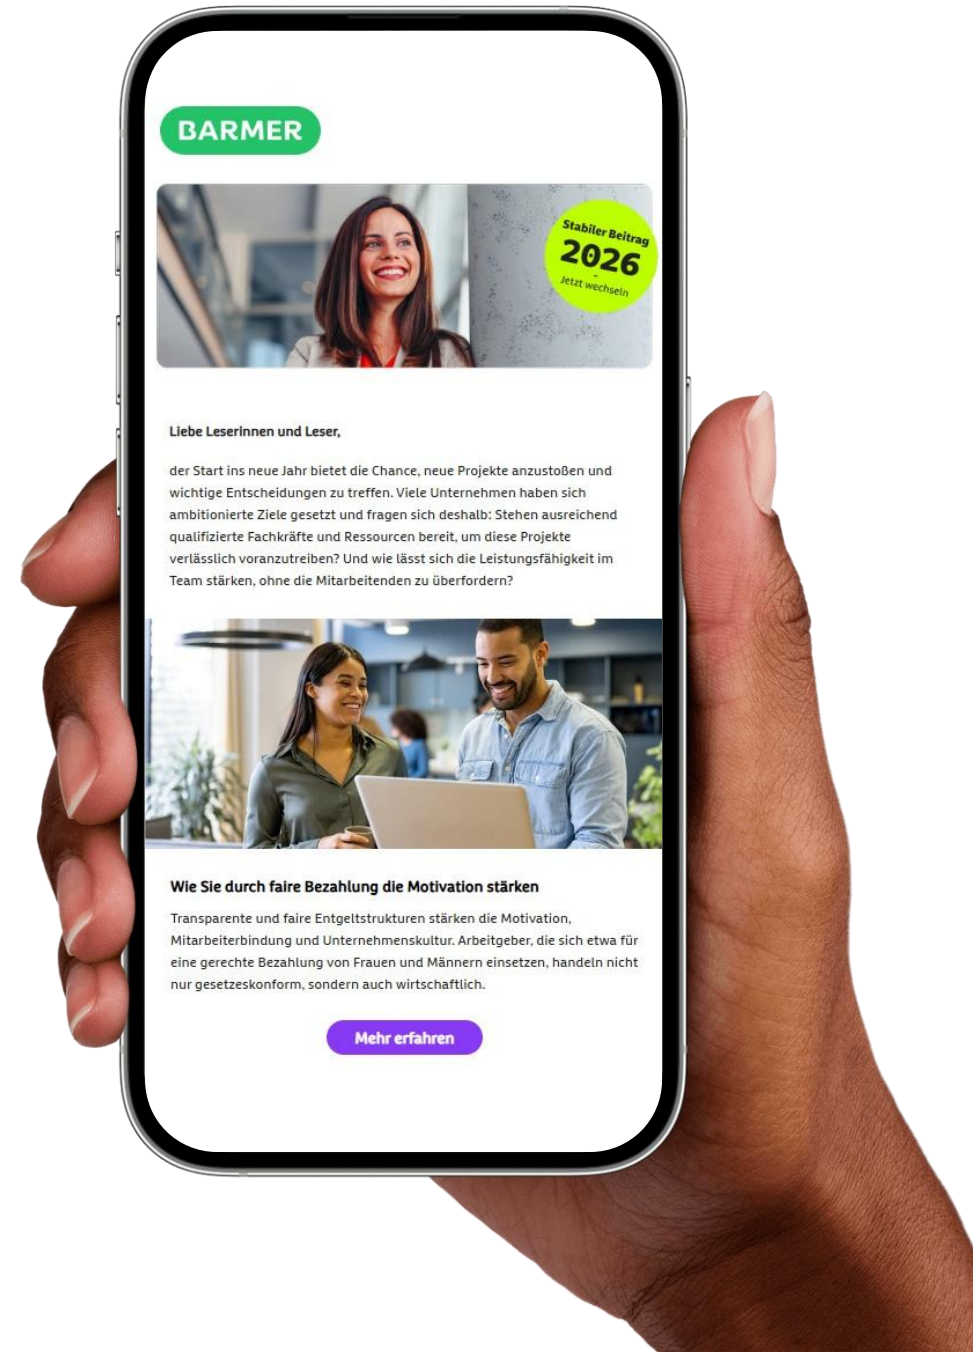 BARMER
Stabiler Beitrag
2026
-
Jetzt wechseln
Liebe Leserinnen und Leser,
der Start ins neue Jahr bietet die Chance, neue Projekte anzustoßen und
wichtige Entscheidungen zu treffen. Viele Unternehmen haben sich
ambitionierte Ziele gesetzt und fragen sich deshalb: Stehen ausreichend
qualifizierte Fachkräfte und Ressourcen bereit, um diese Projekte
verlässlich voranzutreiben? Und wie lässt sich die Leistungsfähigkeit im
Team stärken, ohne die Mitarbeitenden zu überfordern?
Wie Sie durch faire Bezahlung die Motivation stärken
Transparente und faire Entgeltstrukturen stärken die Motivation,
Mitarbeiterbindung und Unternehmenskultur. Arbeitgeber, die sich etwa für
eine gerechte Bezahlung von Frauen und Männern einsetzen, handeln nicht
nur gesetzeskonform, sondern auch wirtschaftlich.
Mehr erfahren